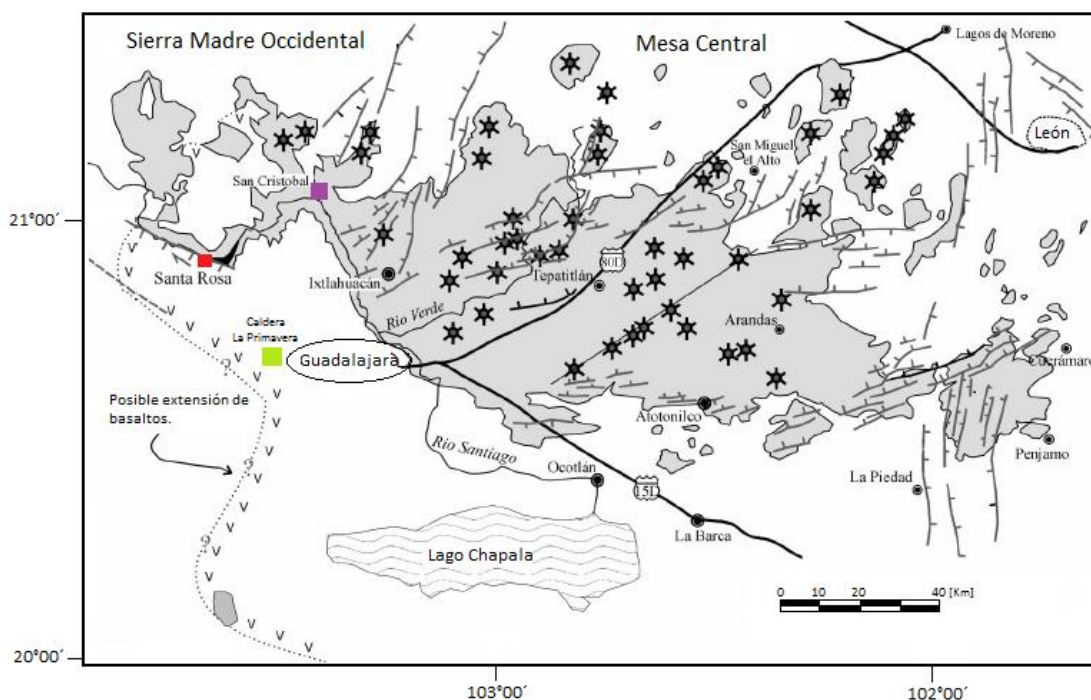 Sierra Madre Occidental
Mesa Central
Lagos de Moreno
León
San Miguel
el Alto
San Cristobal
21°00´
Santa Rosa
Ixtlahuacán
Rio Verde
Tepatitlán
80D
Arandas
Caldera
La Primavera
Guadalajara
Cuerámaro
?
Posible extensión de
basaltos.
Atotonilco
Rio Santiago
Ocotlán
Penjamo
?
La Piedad
15D
?
La Barca
Lago Chapala
0 10 20 40 [Km]
20°00´
103°00´
102°00´